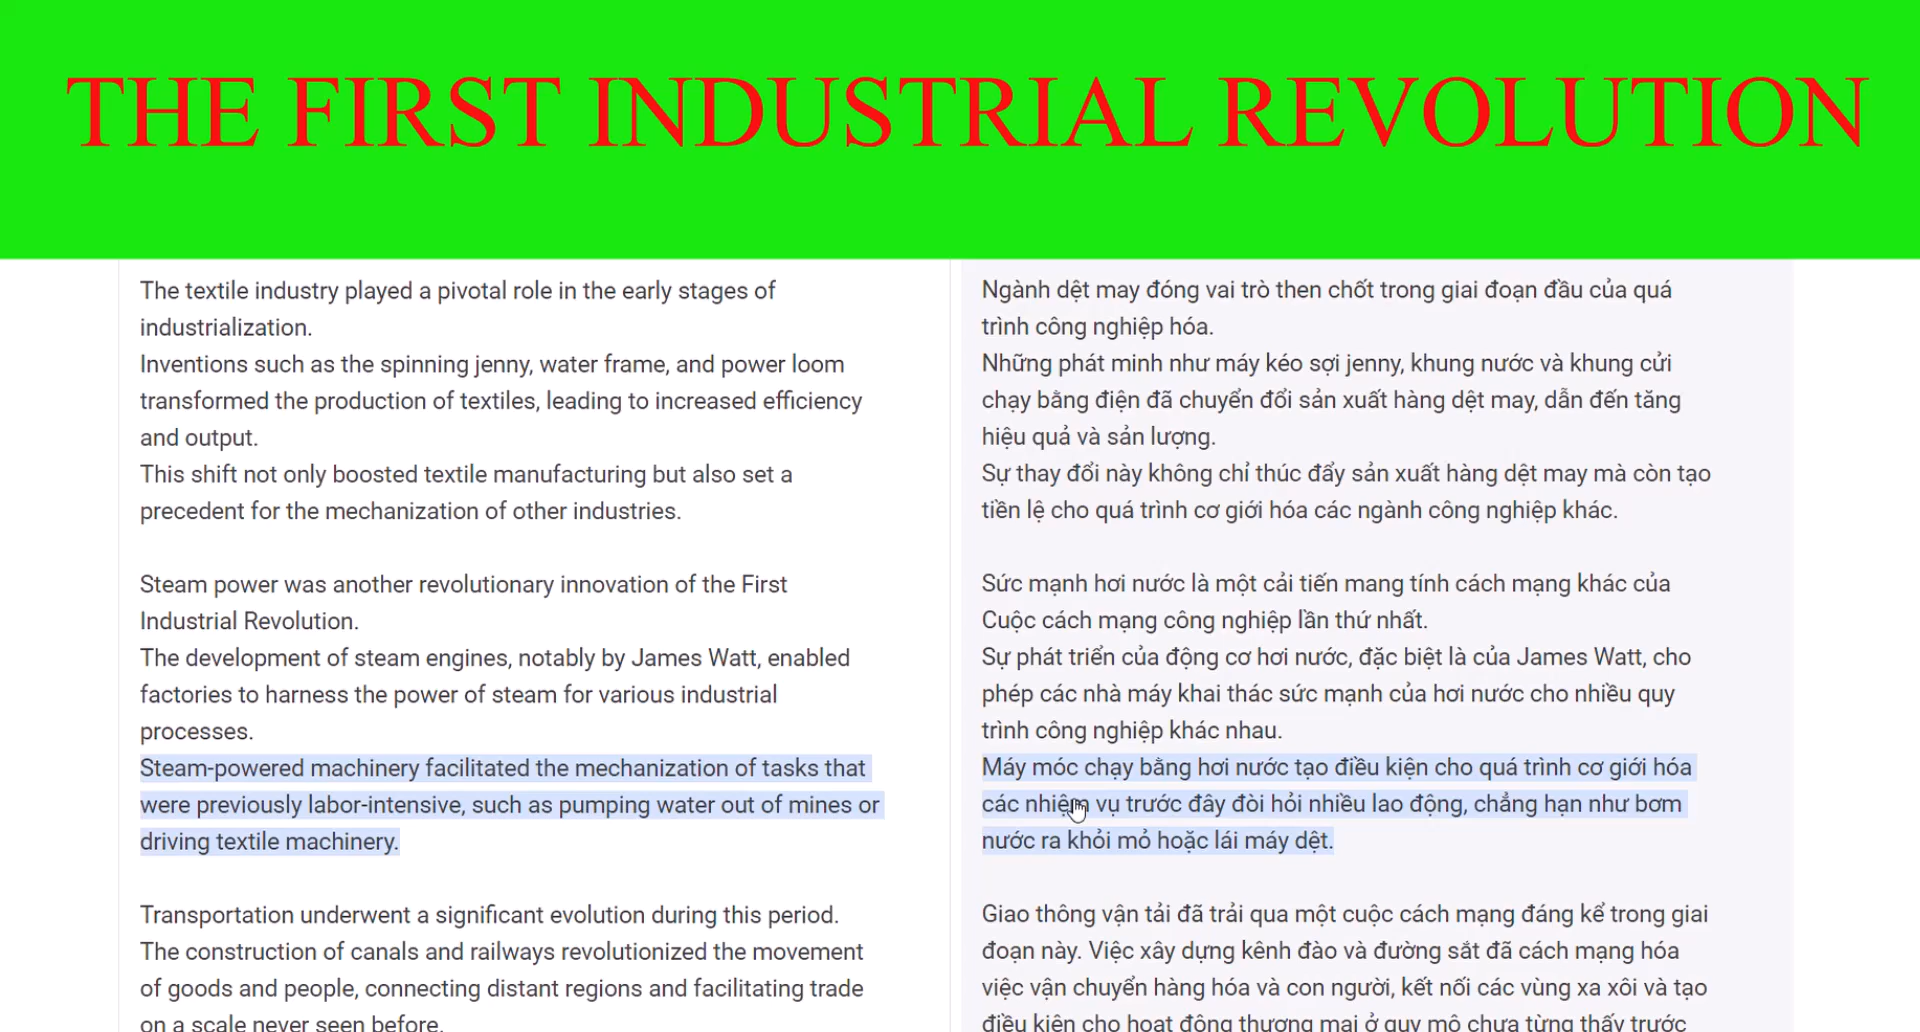 THE FIRST INDUSTRIAL REVOLUTION
The textile industry played a pivotal role in the early stages of
industrialization.
Inventions such as the spinning jenny, water frame, and power loom
transformed the production of textiles, leading to increased efficiency
and output.
This shift not only boosted textile manufacturing but also set a
precedent for the mechanization of other industries.
Steam power was another revolutionary innovation of the First
Industrial Revolution.
The development of steam engines, notably by James Watt, enabled
factories to harness the power of steam for various industrial
processes.
Steam-powered machinery facilitated the mechanization of tasks that
were previously labor-intensive, such as pumping water out of mines or
driving textile machinery.
Transportation underwent a significant evolution during this period.
The construction of canals and railways revolutionized the movement
of goods and people, connecting distant regions and facilitating trade
on a scale never seen before.
Ngành dệt may đóng vai trò then chốt trong giai đoạn đầu của quá
trình công nghiệp hóa.
Những phát minh như máy kéo sợi jenny, khung nước và khung cửi
chạy bằng điện đã chuyển đổi sản xuất hàng dệt may, dẫn đến tăng
hiệu quả và sản lượng.
Sự thay đổi này không chỉ thúc đẩy sản xuất hàng dệt may mà còn tạo
tiền lệ cho quá trình cơ giới hóa các ngành công nghiệp khác.
Sức mạnh hơi nước là một cải tiến mang tính cách mạng khác của
Cuộc cách mạng công nghiệp lần thứ nhất.
Sự phát triển của động cơ hơi nước, đặc biệt là của James Watt, cho
phép các nhà máy khai thác sức mạnh của hơi nước cho nhiều quy
trình công nghiệp khác nhau.
Máy móc chạy bằng hơi nước tạo điều kiện cho quá trình cơ giới hóa
các nhiệm vụ trước đây đòi hỏi nhiều lao động, chẳng hạn như bơm
nước ra khỏi mỏ hoặc lái máy dệt.
Giao thông vận tải đã trải qua một cuộc cách mạng đáng kể trong giai
đoạn này. Việc xây dựng kênh đào và đường sắt đã cách mạng hóa
việc vận chuyển hàng hóa và con người, kết nối các vùng xa xôi và tạo
điều kiện cho hoạt động thương mại ở quy mô chưa từng thấy trước